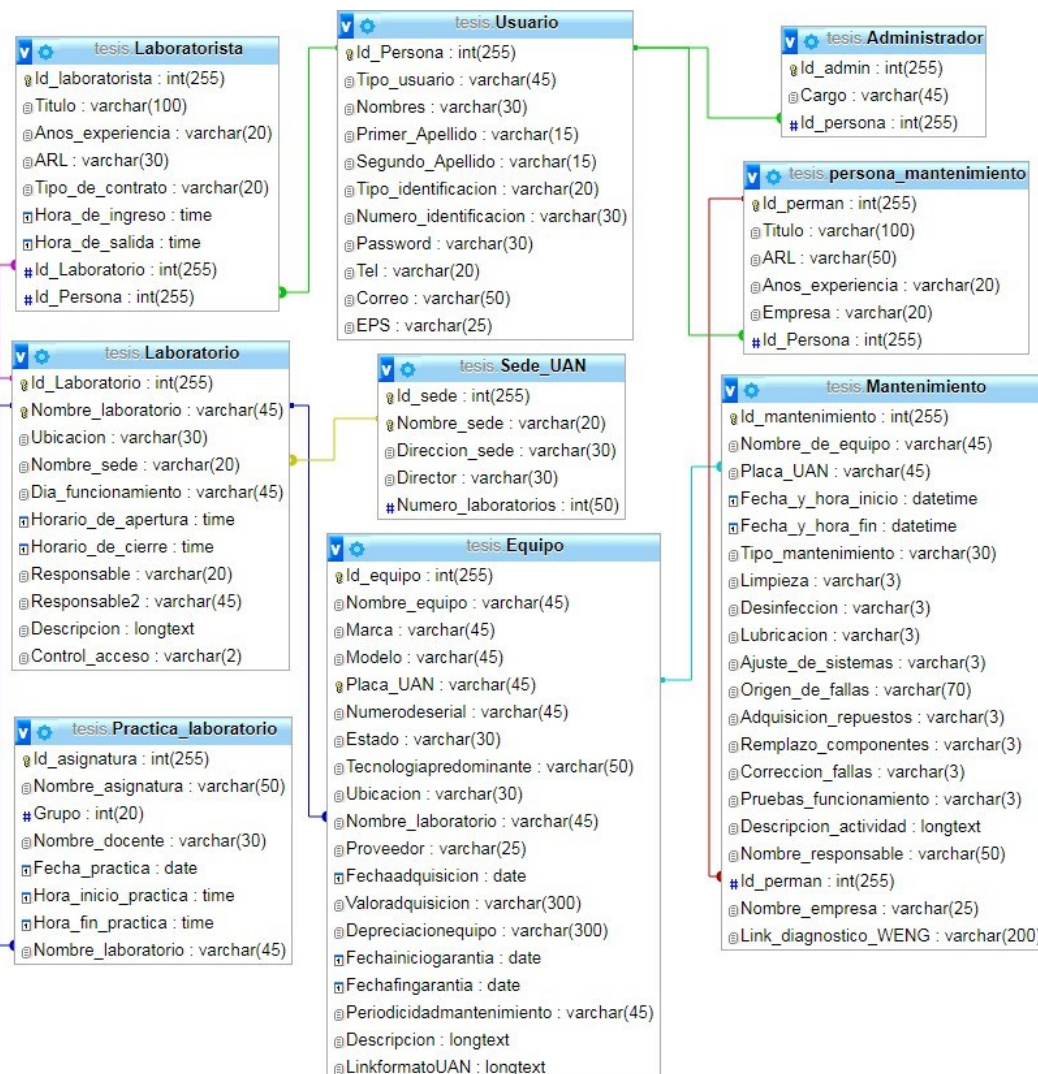 tesis.Laboratorista
Id_laboratorista : int(255)
Titulo : varchar(100)
Anos_experiencia : varchar(20)
ARL : varchar(30)
Tipo_de_contrato : varchar(20)
Hora_de_ingreso : time
Hora_de_salida : time
Id_Laboratorio : int(255)
Id_Persona : int(255)
tesis.Usuario
Id_Persona : int(255)
Tipo_usuario : varchar(45)
Nombres : varchar(30)
Primer_Apellido : varchar(15)
Segundo_Apellido : varchar(15)
Tipo_identificacion : varchar(20)
Numero_identificacion : varchar(30)
Password : varchar(30)
Tel : varchar(20)
Correo : varchar(50)
EPS : varchar(25)
tesis.Administrador
Id_admin : int(255)
Cargo : varchar(45)
Id_persona : int(255)
tesis.persona_mantenimiento
Id_perman : int(255)
Titulo : varchar(100)
ARL : varchar(50)
Anos_experiencia : varchar(20)
Empresa : varchar(20)
Id_Persona : int(255)
tesis.Laboratorio
Id_Laboratorio : int(255)
Nombre_laboratorio : varchar(45)
Ubicacion : varchar(30)
Nombre_sede : varchar(20)
Dia_funcionamiento : varchar(45)
Horario_de_apertura : time
Horario_de_cierre : time
Responsable : varchar(20)
Responsable2 : varchar(45)
Descripcion : longtext
Control_acceso : varchar(2)
tesis.Sede_UAN
Id_sede : int(255)
Nombre_sede : varchar(20)
Direccion_sede : varchar(30)
Director : varchar(30)
Numero_laboratorios : int(50)
tesis.Mantenimiento
Id_mantenimiento : int(255)
Nombre_de_equipo : varchar(45)
Placa_UAN : varchar(45)
Fecha_y_hora_inicio : datetime
Fecha_y_hora_fin : datetime
Tipo_mantenimiento : varchar(30)
Limpieza : varchar(3)
Desinfeccion : varchar(3)
Lubricacion : varchar(3)
Ajuste_de_sistemas : varchar(3)
Origen_de_fallas : varchar(70)
Adquisicion_repuestos : varchar(3)
Remplazo_componentes : varchar(3)
Correccion_fallas : varchar(3)
Pruebas_funcionamiento : varchar(3)
Descripcion_actividad : longtext
Nombre_responsable : varchar(50)
Id_perman : int(255)
Nombre_empresa : varchar(25)
Link_diagnostico_WENG : varchar(200)
tesis.Equipo
Id_equipo : int(255)
Nombre_equipo : varchar(45)
Marca : varchar(45)
Modelo : varchar(45)
Placa_UAN : varchar(45)
Numerodeserial : varchar(45)
Estado : varchar(30)
Tecnologiapredominante : varchar(50)
Ubicacion : varchar(30)
Nombre_laboratorio : varchar(45)
Proveedor : varchar(25)
Fechaadquisicion : date
Valoradquisicion : varchar(300)
Depreciacionequipo : varchar(300)
Fechainiciogarantia : date
Fechafingarantia : date
Periodicidadmantenimiento : varchar(45)
Descripcion : longtext
LinkformatoUAN : longtext
tesis.Practica_laboratorio
Id_asignatura : int(255)
Nombre_asignatura : varchar(50)
Grupo : int(20)
Nombre_docente : varchar(30)
Fecha_practica : date
Hora_inicio_practica : time
Hora_fin_practica : time
Nombre_laboratorio : varchar(45)